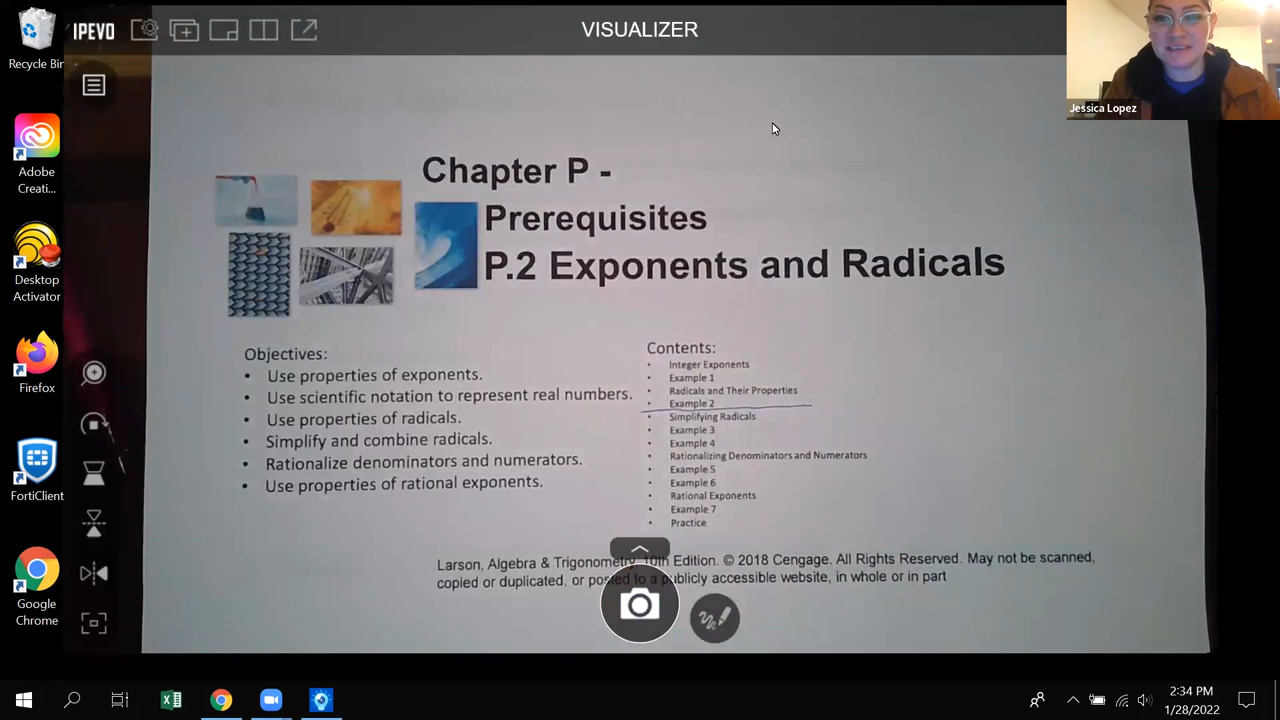 Recycle Bin
IPEVO
VISUALIZER
Jessica Lopez
Adobe
Creati...
Desktop
Activator
Firefox
FortiClient
Google
Chrome
Chapter P -
Prerequisites
P.2 Exponents and Radicals
Objectives:
• Use properties of exponents.
• Use scientific notation to represent real numbers.
• Use properties of radicals.
• Simplify and combine radicals.
• Rationalize denominators and numerators.
• Use properties of rational exponents.
Contents:
• Integer Exponents
• Example 1
• Radicals and Their Properties
• Example 2
• Simplifying Radicals
• Example 3
• Example 4
• Rationalizing Denominators and Numerators
• Example 5
• Example 6
• Rational Exponents
• Example 7
• Practice
Larson, Algebra & Trigonometry, 10th Edition. © 2018 Cengage. All Rights Reserved. May not be scanned,
copied or duplicated, or posted to a publicly accessible website, in whole or in part
2:34 PM
1/28/2022